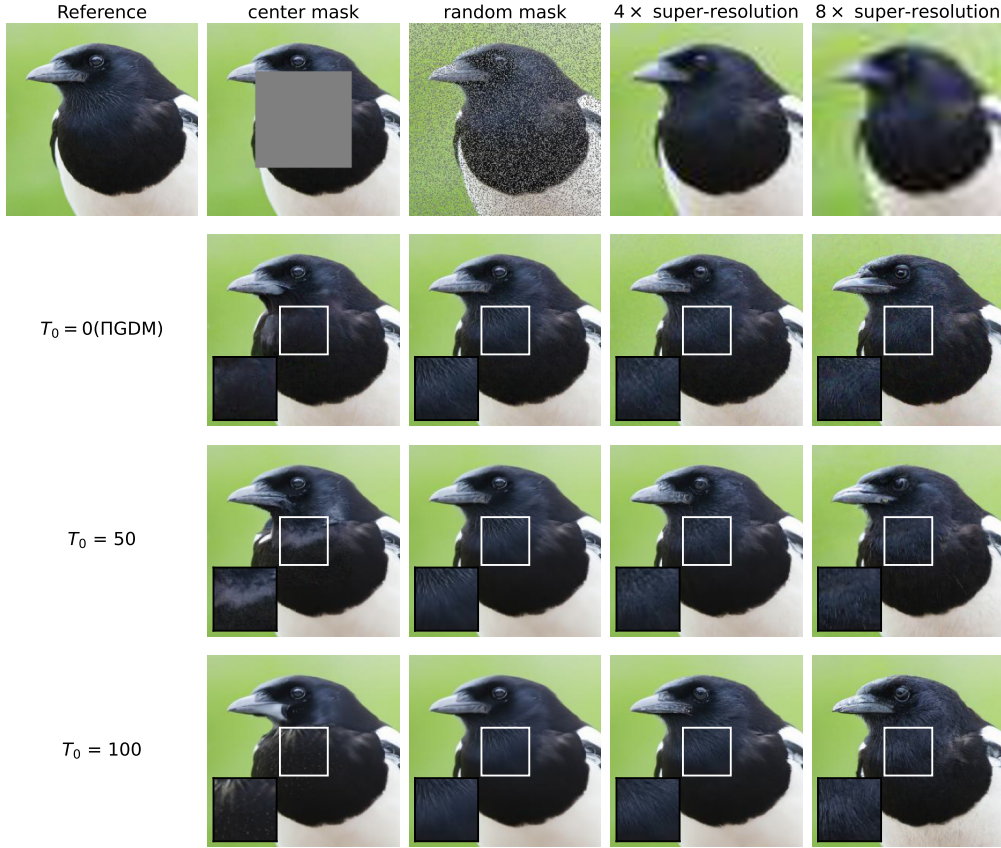 Reference
center mask
random mask
4× super-resolution
8× super-resolution
T₀ = 0(ΠGDM)
T₀ = 50
T₀ = 100